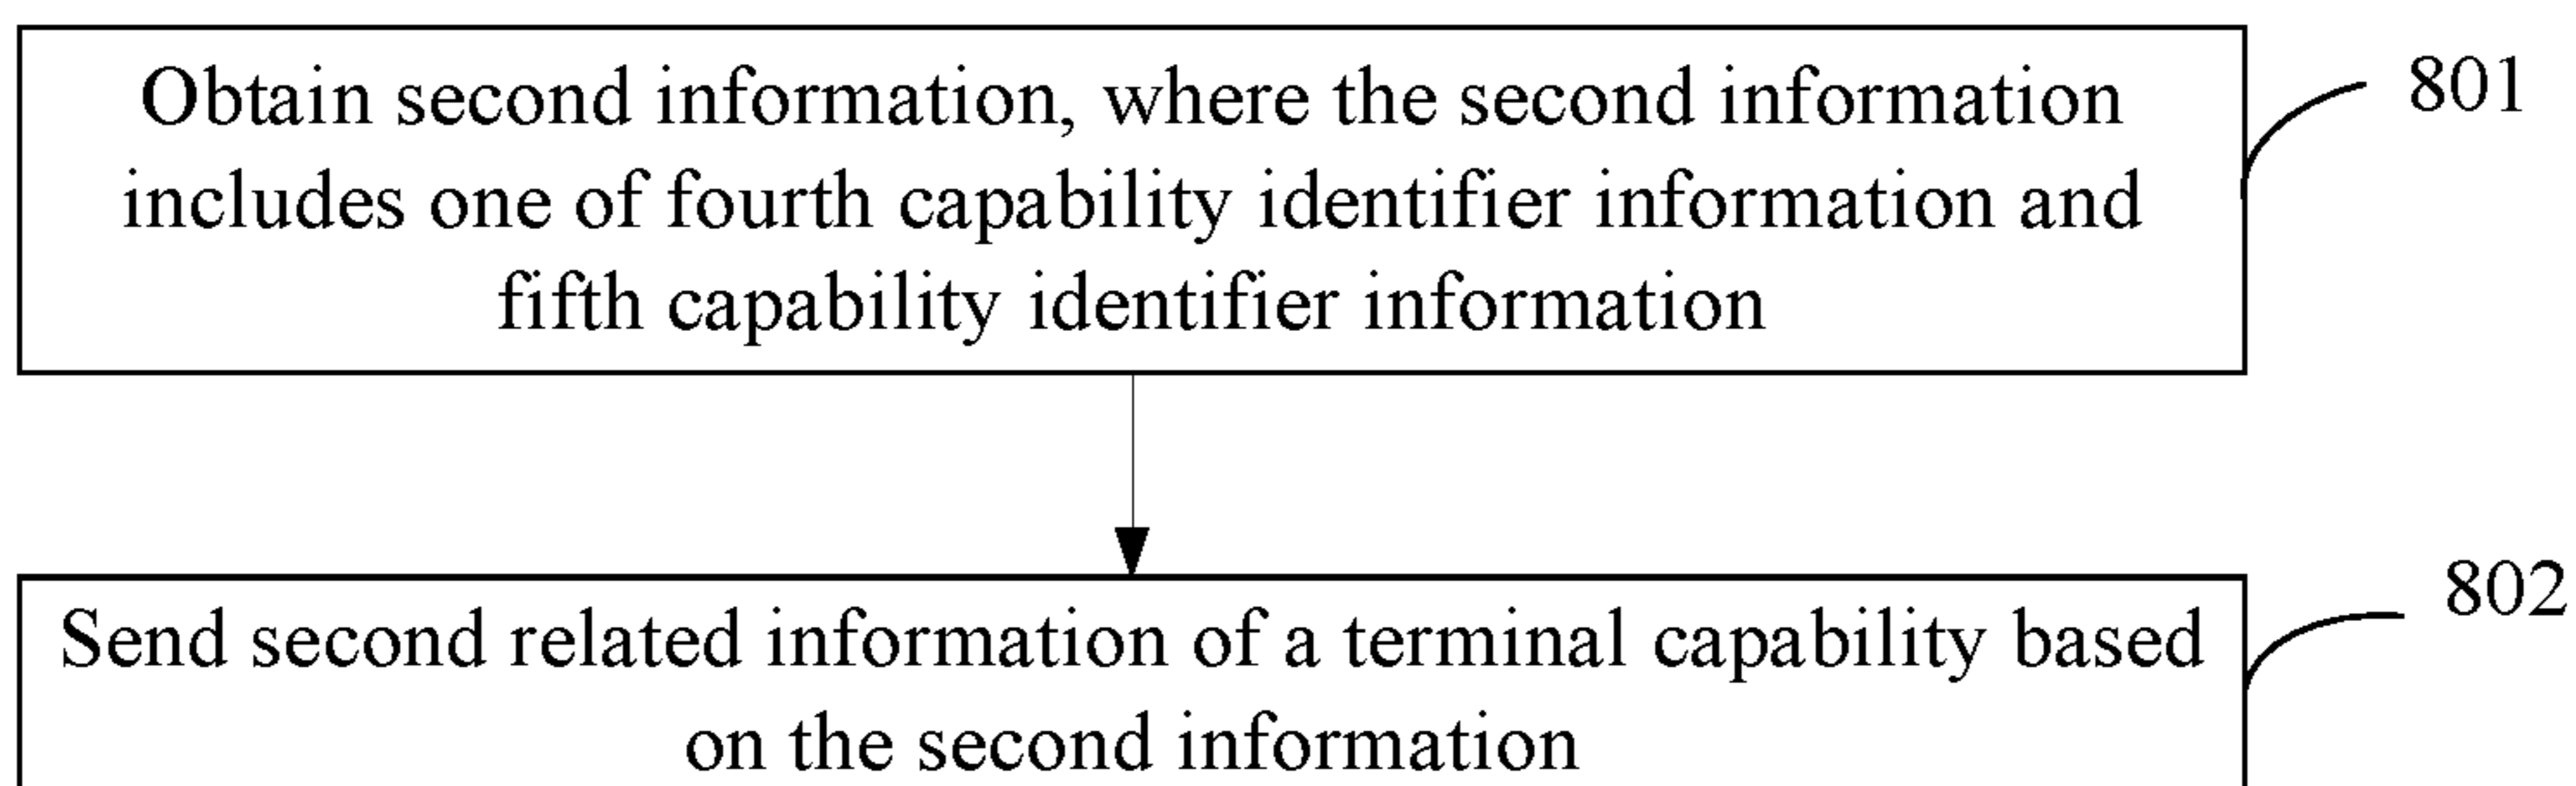 Obtain second information, where the second information
includes one of fourth capability identifier information and
fifth capability identifier information
801
Send second related information of a terminal capability based
on the second information
802